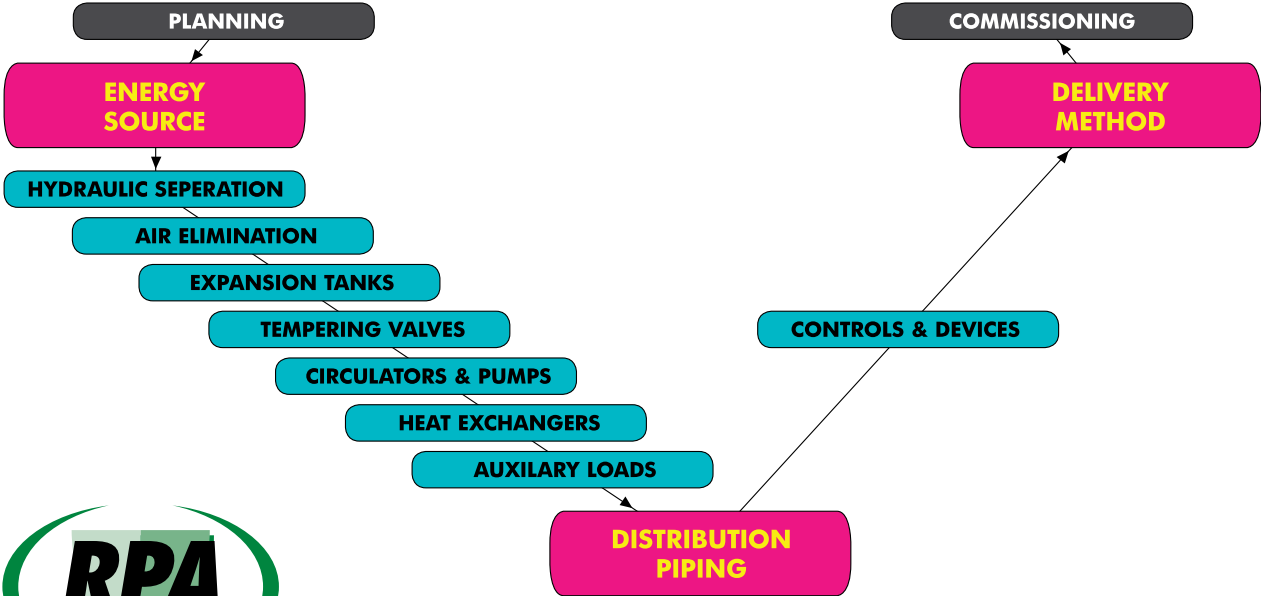 PLANNING
COMMISSIONING
ENERGY
SOURCE
DELIVERY
METHOD
HYDRAULIC SEPERATION
AIR ELIMINATION
EXPANSION TANKS
TEMPERING VALVES
CONTROLS & DEVICES
CIRCULATORS & PUMPS
HEAT EXCHANGERS
AUXILARY LOADS
DISTRIBUTION
PIPING
RPA